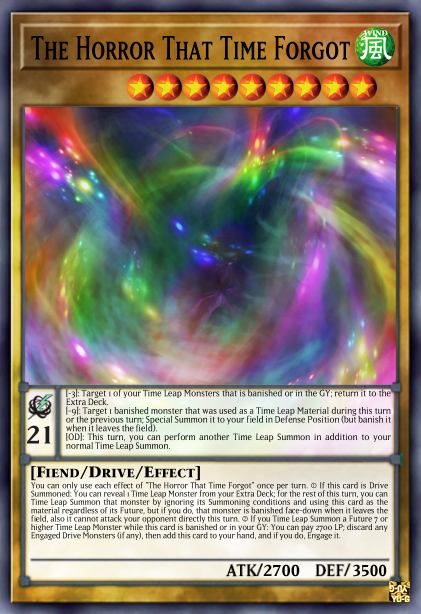 The Horror That Time Forgot
WIND
風
[-3]: Target 1 of your Time Leap Monsters that is banished or in the GY; return it to the
Extra Deck.
[-9]: Target 1 banished monster that was used as a Time Leap Material during this turn
or the previous turn; Special Summon it to your field in Defense Position (but banish it
when it leaves the field).
[OD]: This turn, you can perform another Time Leap Summon in addition to your
normal Time Leap Summon.
21
[Fiend/Drive/Effect]
You can only use each effect of "The Horror That Time Forgot" once per turn. ① If this card is Drive
Summoned: You can reveal 1 Time Leap Monster from your Extra Deck; for the rest of this turn, you can
Time Leap Summon that monster by ignoring its Summoning conditions and using this card as the
material regardless of its Future, but if you do, that monster is banished face-down when it leaves the
field, also it cannot attack your opponent directly this turn. ② If you Time Leap Summon a Future 7 or
higher Time Leap Monster while this card is banished or in your GY: You can pay 2700 LP; discard any
Engaged Drive Monsters (if any), then add this card to your hand, and if you do, Engage it.
ATK/2700 DEF/3500